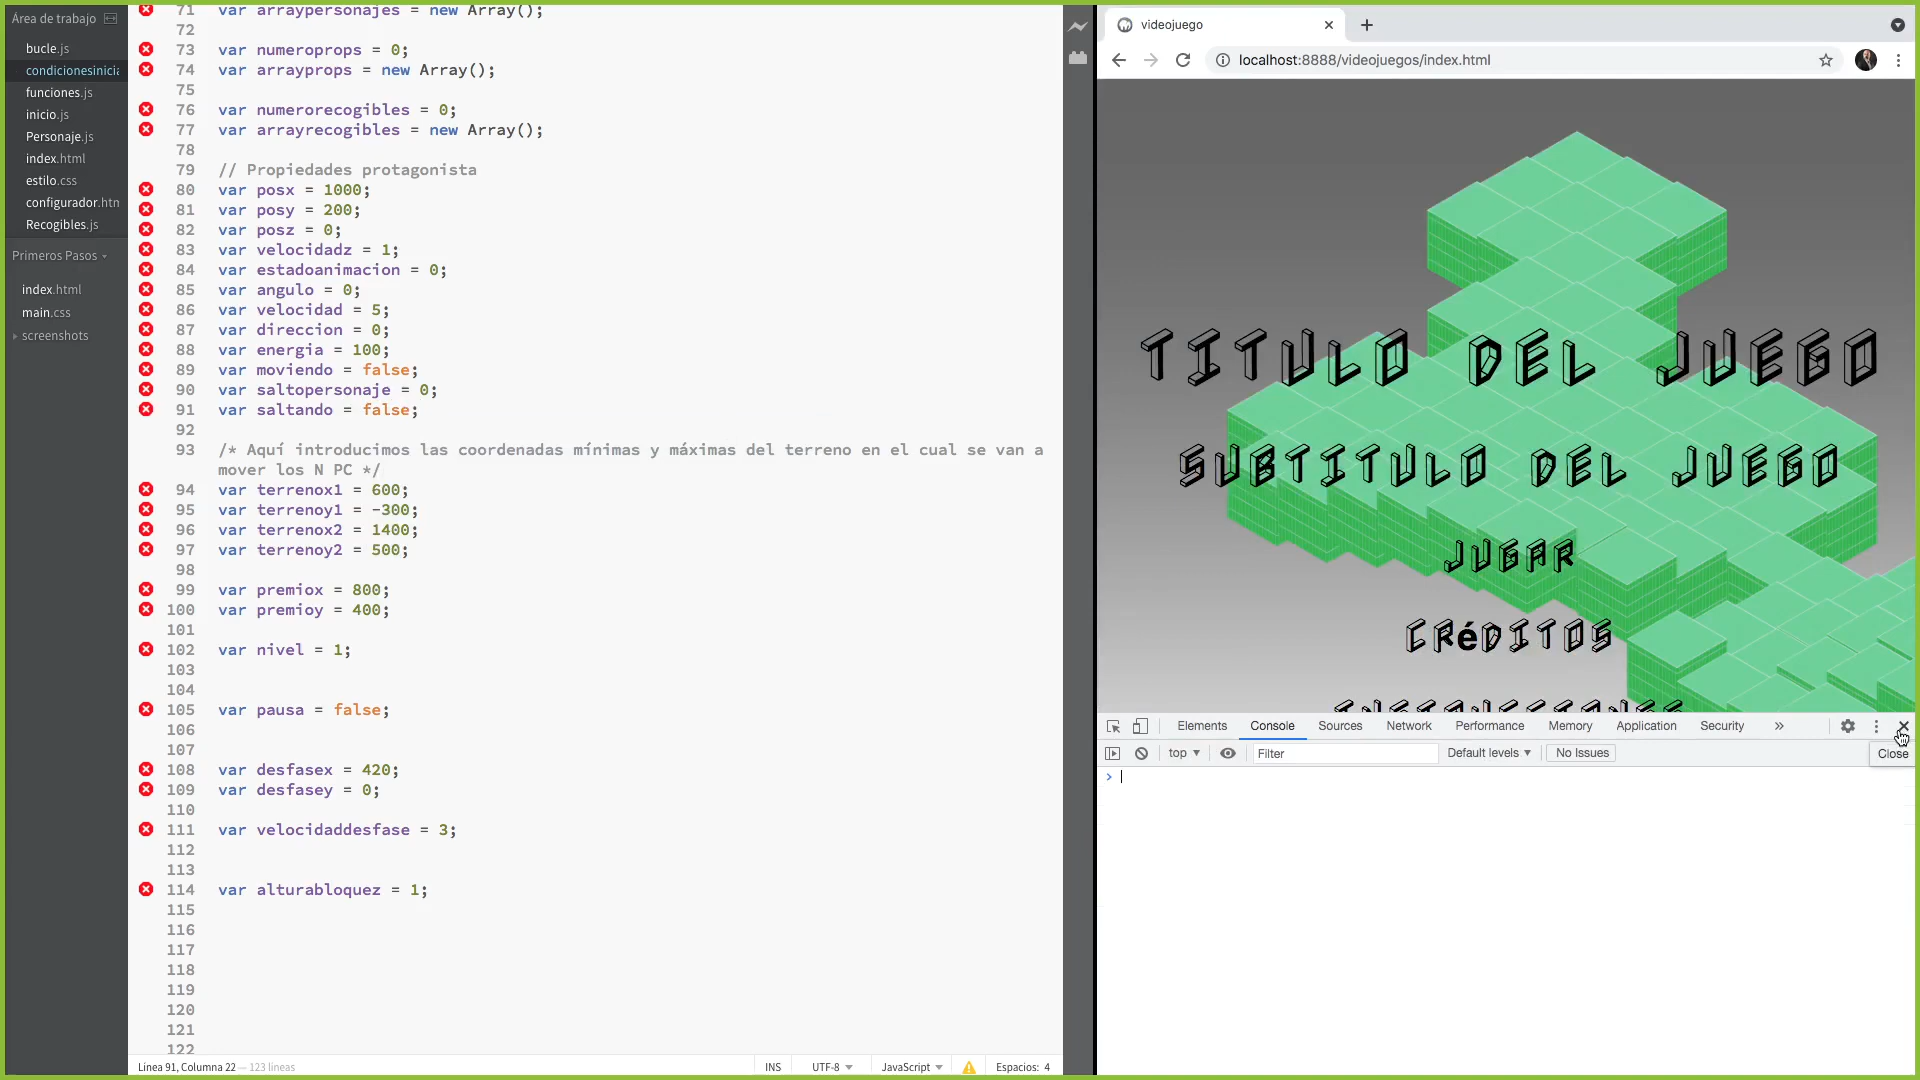 Área de trabajo
bucle.js
condicionesinicia
funciones.js
inicio.js
Personaje.js
index.html
estilo.css
configurador.htm
Recogibles.js
Primeros Pasos
index.html
main.css
screenshots
71 var arraypersonajes = new Array();
72
73 var numeroprops = 0;
74 var arrayprops = new Array();
75
76 var numerorecogibles = 0;
77 var arrayrecogibles = new Array();
78
79 // Propiedades protagonista
80 var posx = 1000;
81 var posy = 200;
82 var posz = 0;
83 var velocidadz = 1;
84 var estadoanimacion = 0;
85 var angulo = 0;
86 var velocidad = 5;
87 var direccion = 0;
88 var energia = 100;
89 var moviendo = false;
90 var saltopersonaje = 0;
91 var saltando = false;
92
93 /* Aquí introducimos las coordenadas mínimas y máximas del terreno en el cual se van a
mover los N PC */
94 var terrenox1 = 600;
95 var terrenoy1 = -300;
96 var terrenox2 = 1400;
97 var terrenoy2 = 500;
98
99 var premiox = 800;
100 var premioy = 400;
101
102 var nivel = 1;
103
104
105 var pausa = false;
106
107
108 var desfasex = 420;
109 var desfasey = 0;
110
111 var velocidaddesfase = 3;
112
113
114 var alturabloquez = 1;
115
116
117
118
119
120
121
122
Línea 91, Columna 22 — 123 líneas
INS UTF-8 JavaScript Espacios: 4
videojuego
localhost:8888/videojuegos/index.html
TITULO DEL JUEGO
SUBTITULO DEL JUEGO
JUGAR
CRéDITOS
INSTRUCCIONES
Elements Console Sources Network Performance Memory Application Security »
top Filter Default levels No Issues
Close
>